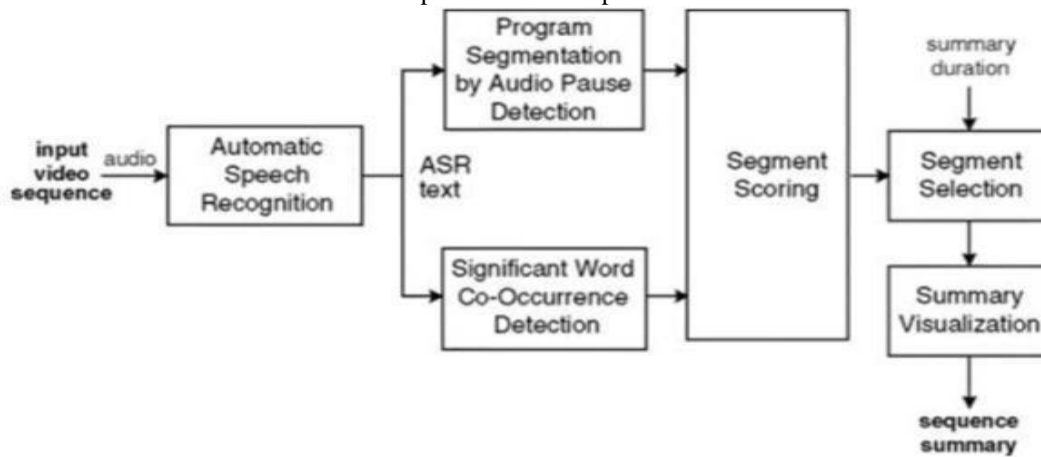 Program
Segmentation
by Audio Pause
Detection
summary
duration
input
video
sequence
audio
Automatic
Speech
Recognition
ASR
text
Segment
Scoring
Segment
Selection
Significant Word
Co-Occurrence
Detection
Summary
Visualization
sequence
summary